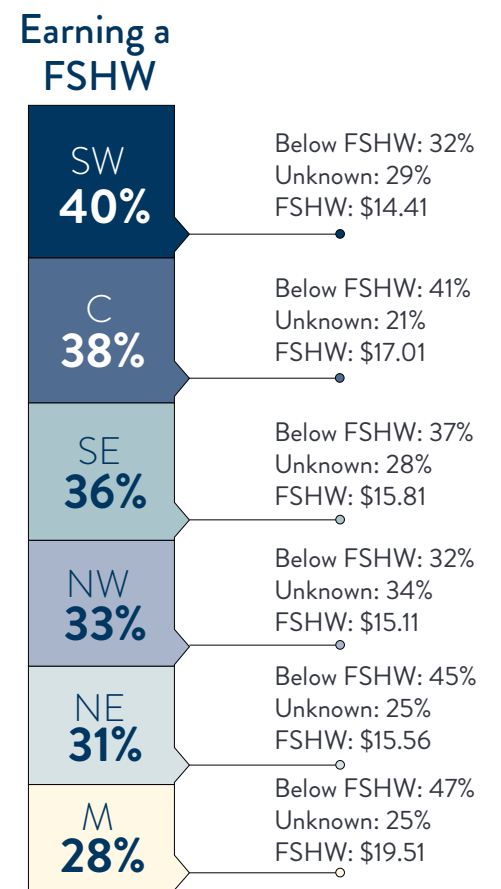 Earning a
FSHW
SW
40%
Below FSHW: 32%
Unknown: 29%
FSHW: $14.41
C
38%
Below FSHW: 41%
Unknown: 21%
FSHW: $17.01
SE
36%
Below FSHW: 37%
Unknown: 28%
FSHW: $15.81
NW
33%
Below FSHW: 32%
Unknown: 34%
FSHW: $15.11
NE
31%
Below FSHW: 45%
Unknown: 25%
FSHW: $15.56
M
28%
Below FSHW: 47%
Unknown: 25%
FSHW: $19.51